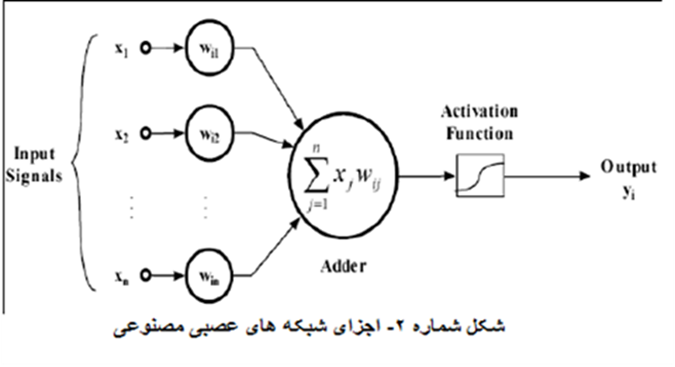 x1 wi1
x2 wi2
Input
Signals
⋮ ⋮
xn win
n
∑ xj wij
j=1
Adder
Activation
Function
Output
yi
شکل شماره ۲- اجزای شبکه های عصبی مصنوعی